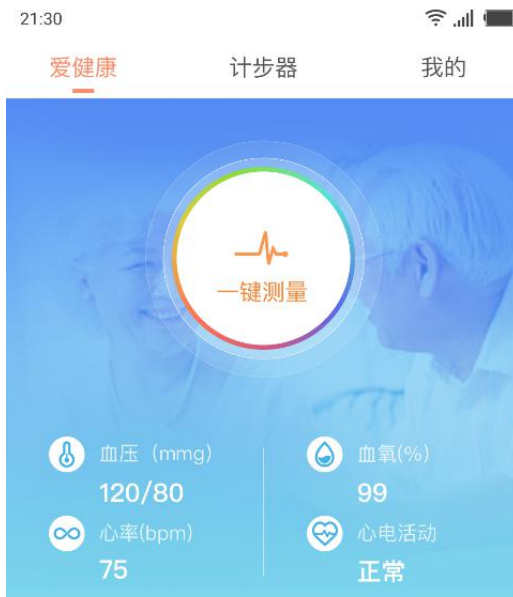 21:30
爱健康 计步器 我的
一键测量
血压（mmg）
120/80
血氧(%)
99
心率(bpm)
75
心电活动
正常